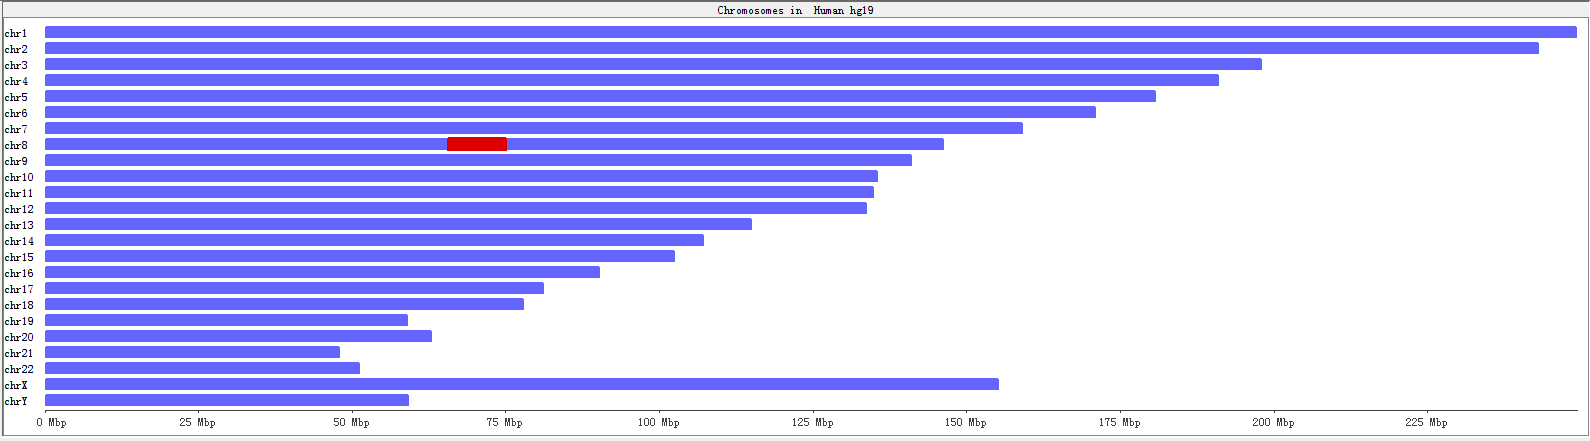 Chromosomes in  Human hg19
chr1
chr2
chr3
chr4
chr5
chr6
chr7
chr8
chr9
chr10
chr11
chr12
chr13
chr14
chr15
chr16
chr17
chr18
chr19
chr20
chr21
chr22
chrX
chrY
0 Mbp 25 Mbp 50 Mbp 75 Mbp 100 Mbp 125 Mbp 150 Mbp 175 Mbp 200 Mbp 225 Mbp